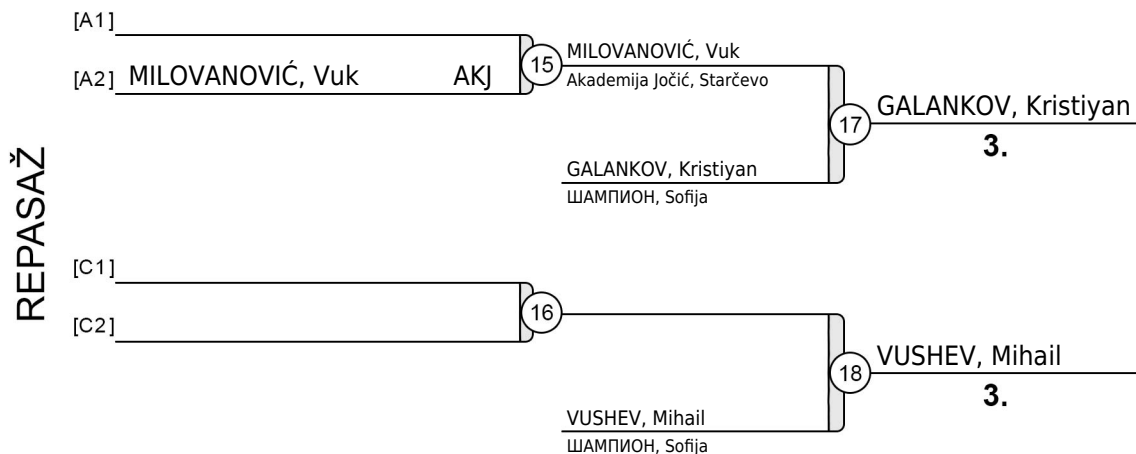 [A1]
[A2] MILOVANOVIĆ, Vuk AKJ
15
MILOVANOVIĆ, Vuk
Akademija Jočić, Starčevo
17
GALANKOV, Kristiyan
3.
GALANKOV, Kristiyan
ШАМПИОН, Sofija
REPASAŽ
[C1]
[C2]
16
18
VUSHEV, Mihail
3.
VUSHEV, Mihail
ШАМПИОН, Sofija